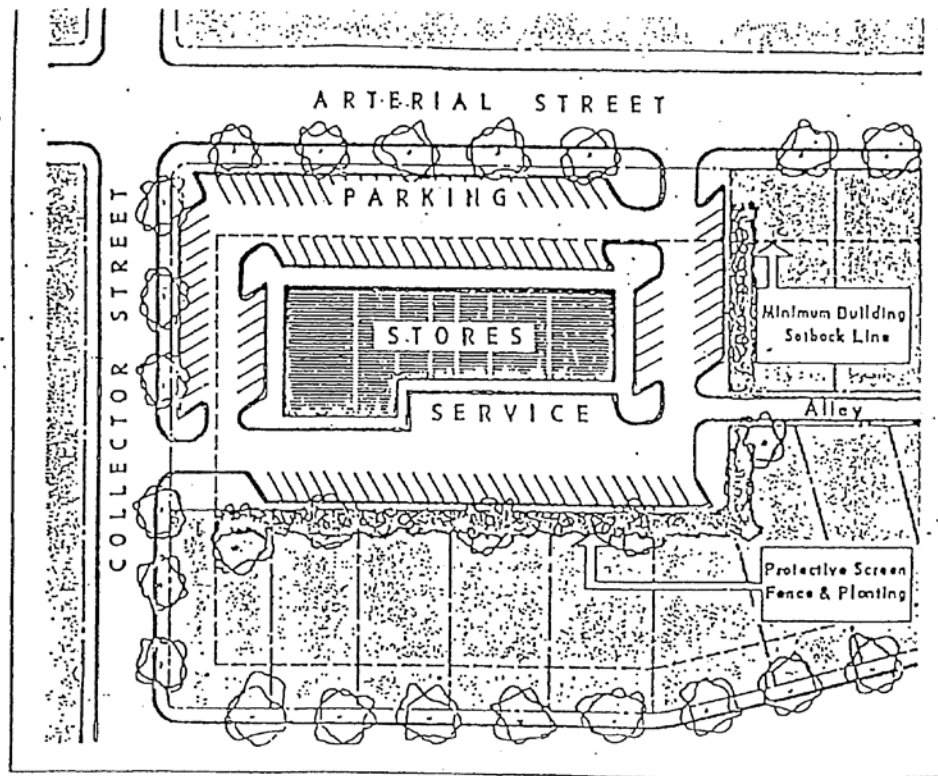 ARTERIAL STREET
PARKING
COLLECTOR STREET
STORES
Minimum Building
Setback Line
SERVICE
Alley
Protective Screen
Fence & Planting